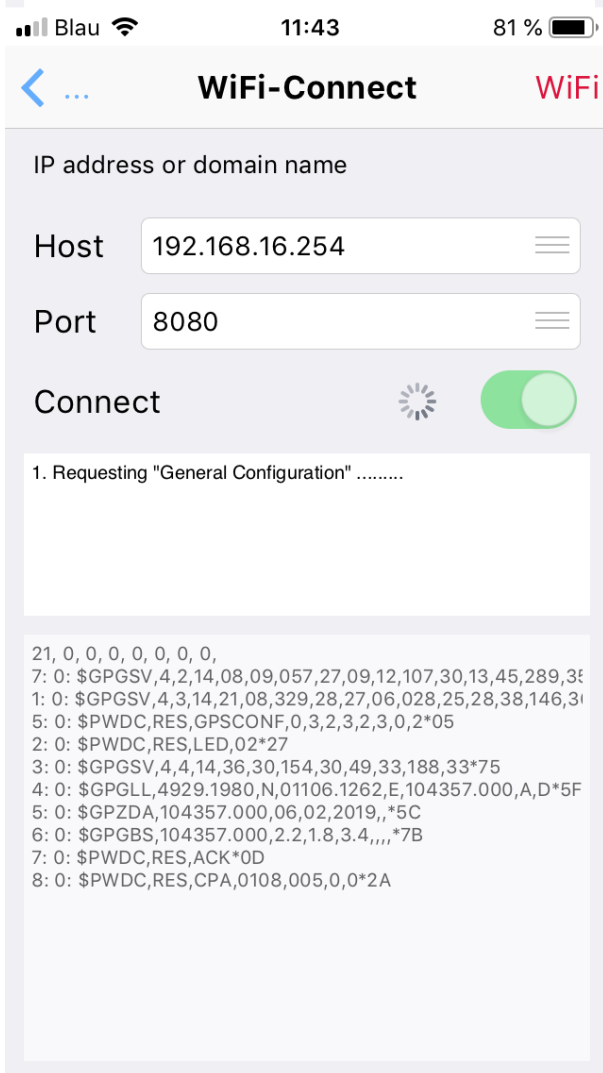 Blau 11:43 81 %
... WiFi-Connect WiFi
IP address or domain name
Host 192.168.16.254
Port 8080
Connect
1. Requesting "General Configuration" .........
21, 0, 0, 0, 0, 0, 0, 0,
7: 0: $GPGSV,4,2,14,08,09,057,27,09,12,107,30,13,45,289,35
1: 0: $GPGSV,4,3,14,21,08,329,28,27,06,028,25,28,38,146,3
5: 0: $PWDC,RES,GPSCONF,0,3,2,3,2,3,0,2*05
2: 0: $PWDC,RES,LED,02*27
3: 0: $GPGSV,4,4,14,36,30,154,30,49,33,188,33*75
4: 0: $GPGLL,4929.1980,N,01106.1262,E,104357.000,A,D*5F
5: 0: $GPZDA,104357.000,06,02,2019,,*5C
6: 0: $GPGBS,104357.000,2.2,1.8,3.4,,,,*7B
7: 0: $PWDC,RES,ACK*0D
8: 0: $PWDC,RES,CPA,0108,005,0,0*2A